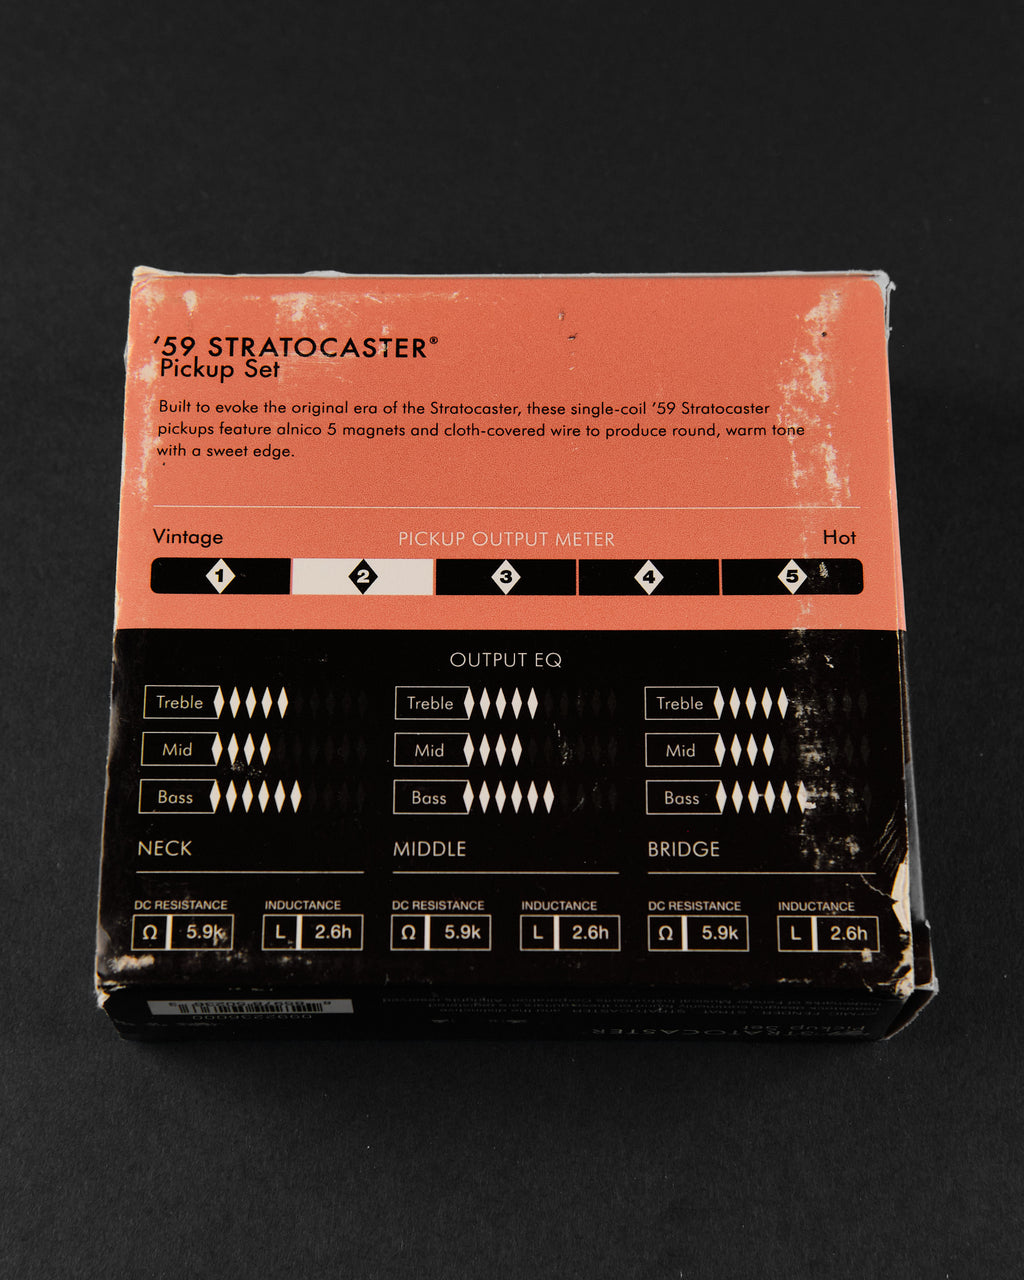 '59 STRATOCASTER®
Pickup Set
Built to evoke the original era of the Stratocaster, these single-coil '59 Stratocaster
pickups feature alnico 5 magnets and cloth-covered wire to produce round, warm tone
with a sweet edge.
Vintage PICKUP OUTPUT METER Hot
1 2 3 4 5
OUTPUT EQ
Treble Treble Treble
Mid Mid Mid
Bass Bass Bass
NECK MIDDLE BRIDGE
DC RESISTANCE INDUCTANCE DC RESISTANCE INDUCTANCE DC RESISTANCE INDUCTANCE
Ω 5.9k L 2.6h Ω 5.9k L 2.6h Ω 5.9k L 2.6h
STRATOCASTER
Pickup Set